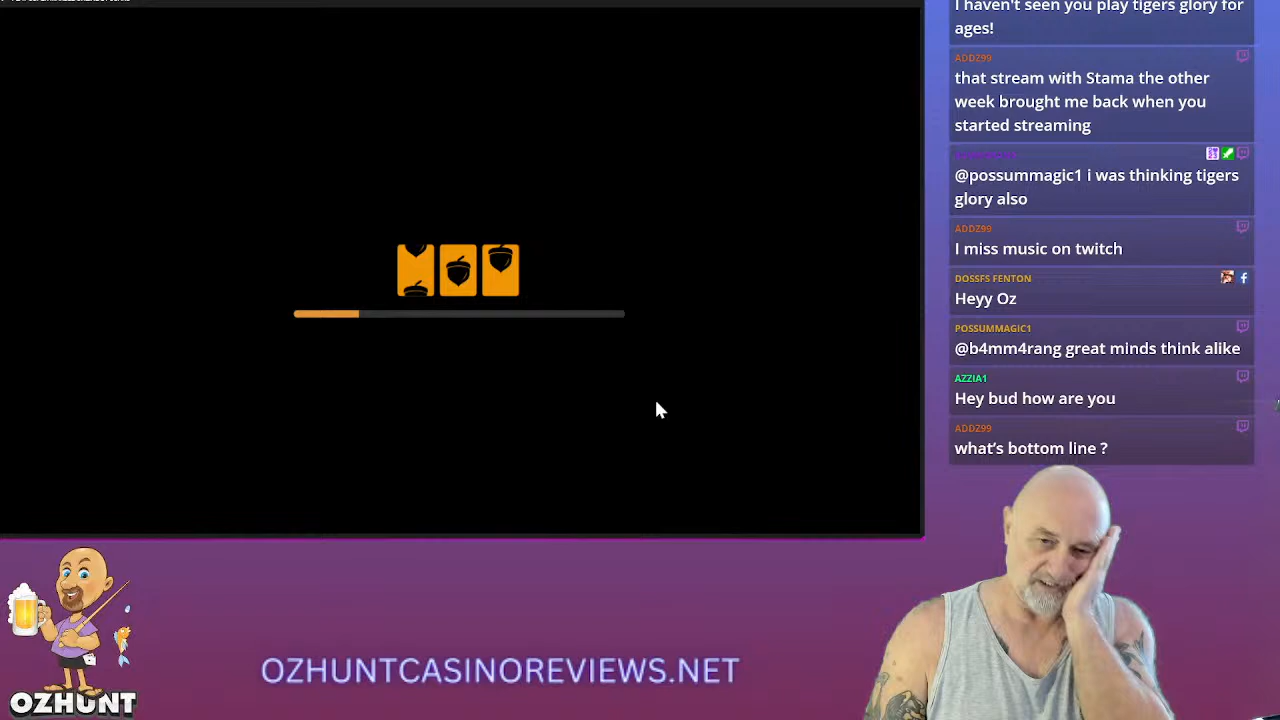 I haven't seen you play tigers glory for
ages!
ADDZ99
that stream with Stama the other
week brought me back when you
started streaming
@possummagic1 i was thinking tigers
glory also
ADDZ99
I miss music on twitch
DOSSFS FENTON
Heyy Oz
POSSUMMAGIC1
@b4mm4rang great minds think alike
AZZIA1
Hey bud how are you
ADDZ99
what's bottom line ?
OZHUNTCASINOREVIEWS.NET
OZHUNT